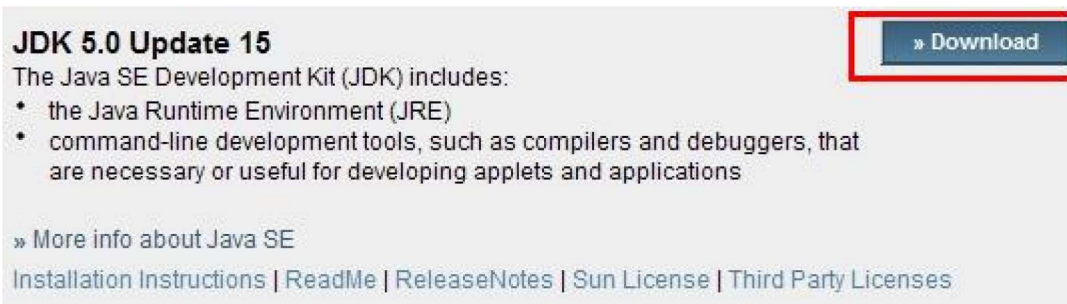 JDK 5.0 Update 15
» Download
The Java SE Development Kit (JDK) includes:
• the Java Runtime Environment (JRE)
• command-line development tools, such as compilers and debuggers, that
are necessary or useful for developing applets and applications
» More info about Java SE
Installation Instructions | ReadMe | ReleaseNotes | Sun License | Third Party Licenses